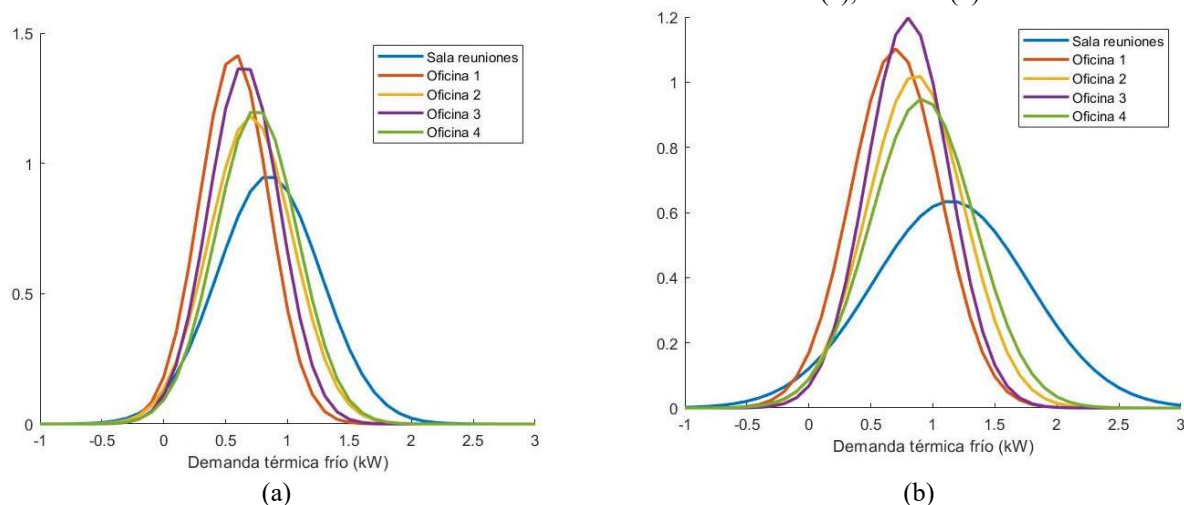 (a),
(a)
1.5
1
0.5
0
-1
-0.5
0
0.5
1
1.5
2
2.5
3
Sala reuniones
Oficina 1
Oficina 2
Oficina 3
Oficina 4
Demanda térmica frío (kW)
(a)
1.2
1
0.8
0.6
0.4
0.2
0
-1
-0.5
0
0.5
1
1.5
2
2.5
3
Sala reuniones
Oficina 1
Oficina 2
Oficina 3
Oficina 4
Demanda térmica frío (kW)
(b)